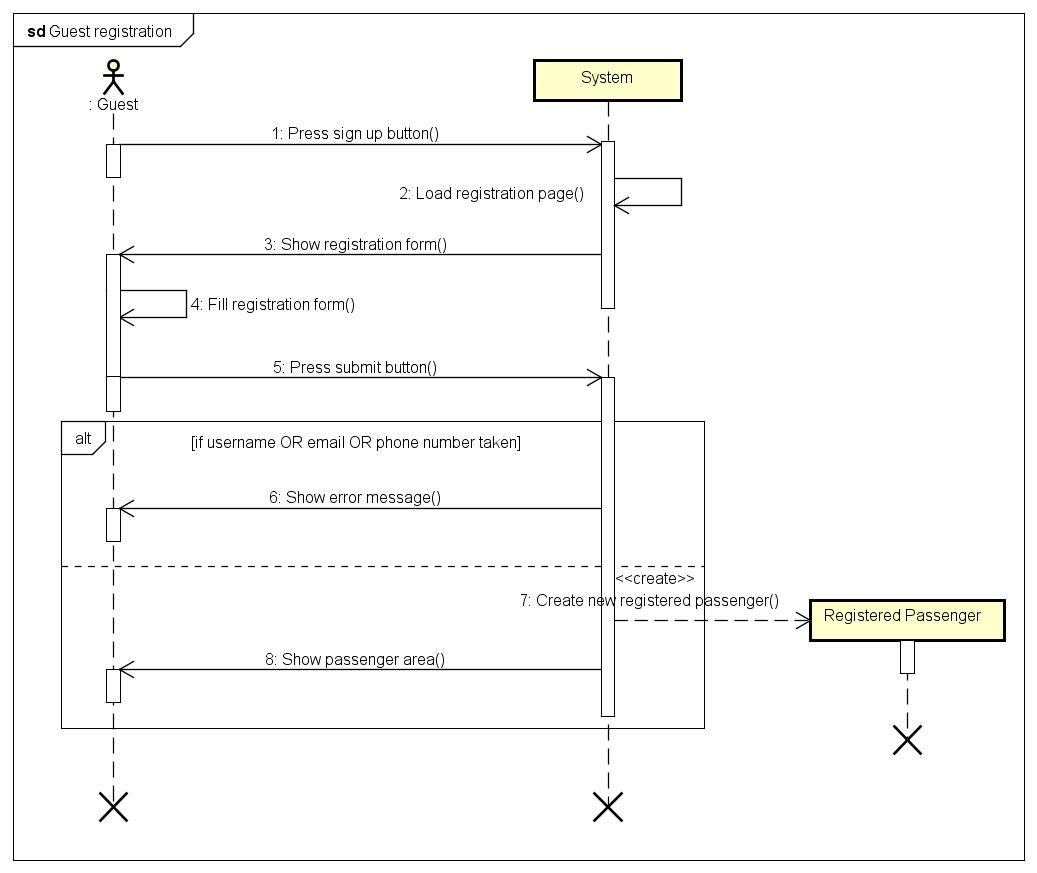 sd Guest registration
: Guest
System
1: Press sign up button()
2: Load registration page()
3: Show registration form()
4: Fill registration form()
5: Press submit button()
alt
[if username OR email OR phone number taken]
6: Show error message()
<<create>>
7: Create new registered passenger()
Registered Passenger
8: Show passenger area()